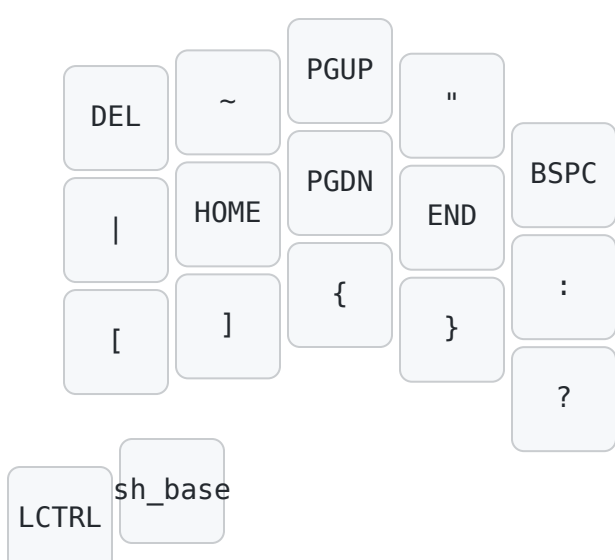 DEL ~ PGUP " BSPC
| HOME PGDN END :
[ ] { } ?
LCTRL sh_base